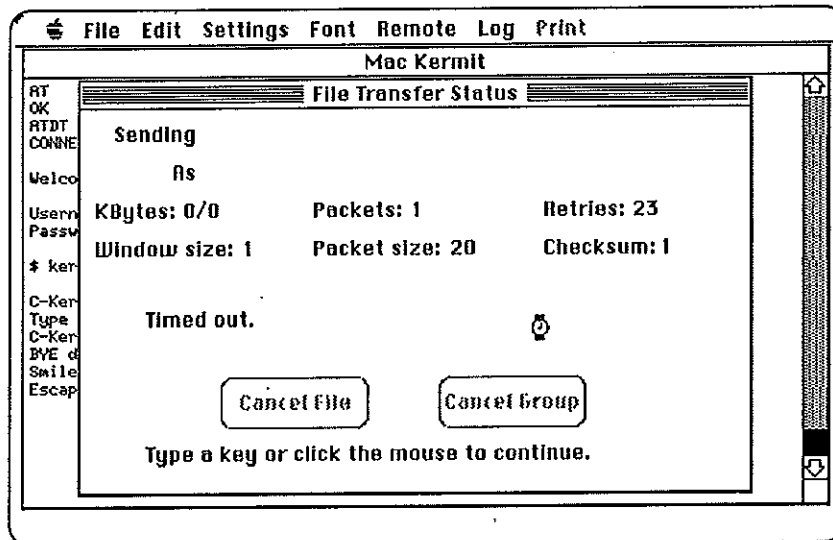 File Edit Settings Font Remote Log Print
Mac Kermit
AT
OK
ATDT
CONNE
Welco
Usern
Passw
$ ker
C-Ker
Type
C-Ker
BYE d
Smile
Escap
File Transfer Status
Sending
As
KBytes: 0/0 Packets: 1 Retries: 23
Window size: 1 Packet size: 20 Checksum: 1
Timed out.
Cancel File Cancel Group
Type a key or click the mouse to continue.